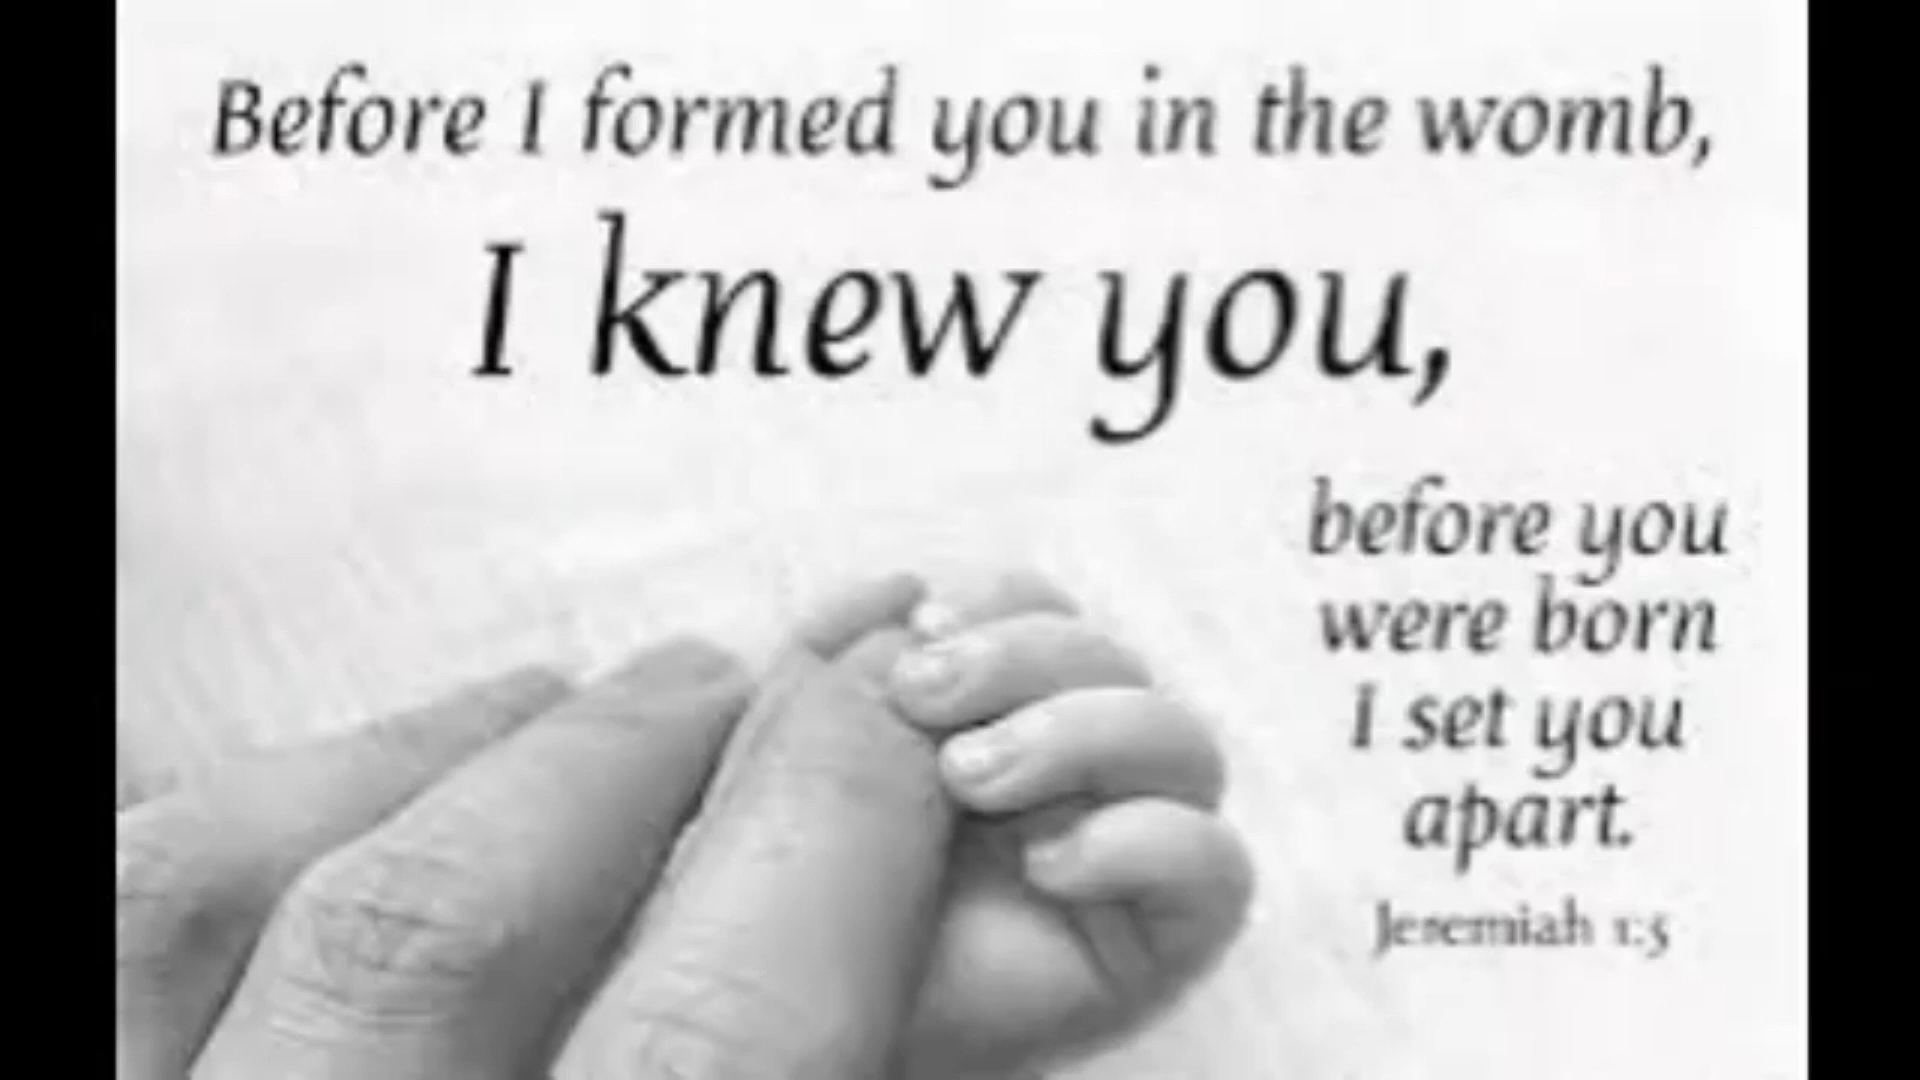 Before I formed you in the womb,
I knew you,
before you
were born
I set you
apart.
Jeremiah 1:5